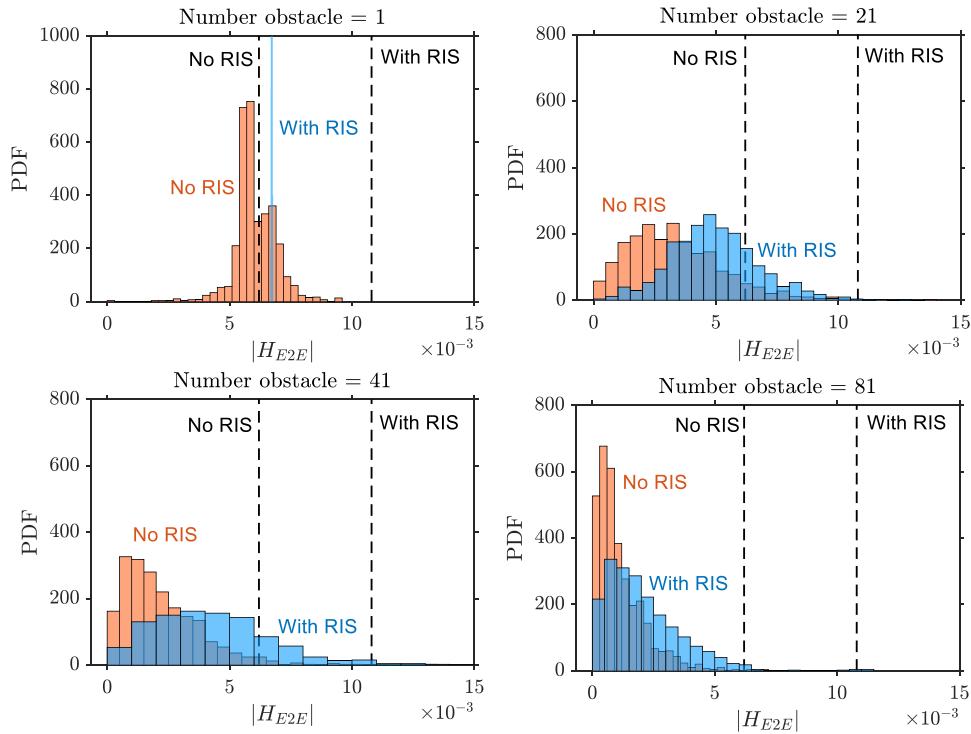 Number obstacle = 1
1000
800
600
400
200
0
PDF
No RIS
With RIS
With RIS
No RIS
0
5
10
15
|H_{E2E}|
×10⁻³
Number obstacle = 21
800
600
400
200
0
PDF
No RIS
With RIS
No RIS
With RIS
0
5
10
15
|H_{E2E}|
×10⁻³
Number obstacle = 41
800
600
400
200
0
PDF
No RIS
With RIS
No RIS
With RIS
0
5
10
15
|H_{E2E}|
×10⁻³
Number obstacle = 81
800
600
400
200
0
PDF
No RIS
With RIS
No RIS
With RIS
0
5
10
15
|H_{E2E}|
×10⁻³